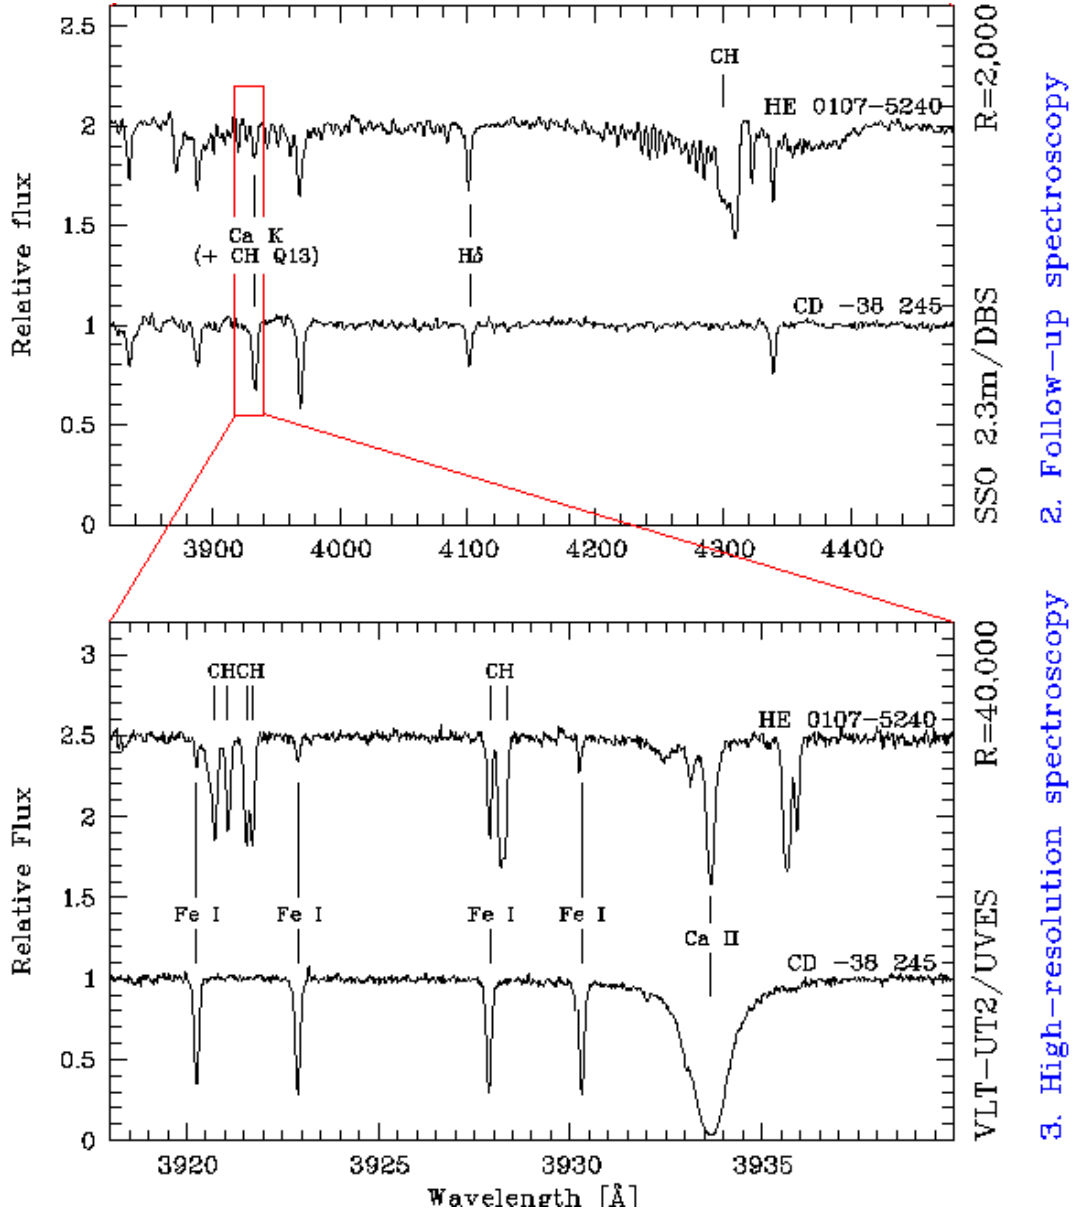 2.5
2
1.5
1
0.5
0
Relative flux
CH
HE 0107-5240
Ca K
(+ CH Q13)
Hδ
CD -38 245
3900
4000
4100
4200
4300
4400
SSO 2.3m/DBS R=2,000
2. Follow-up spectroscopy
3
2.5
2
1.5
1
0.5
0
Relative Flux
CH CH
CH
HE 0107-5240
Fe I
Fe I
Fe I
Fe I
Ca II
CD -38 245
3920
3925
3930
3935
Wavelength [Å]
VLT-UT2/UVES R=40,000
3. High-resolution spectroscopy